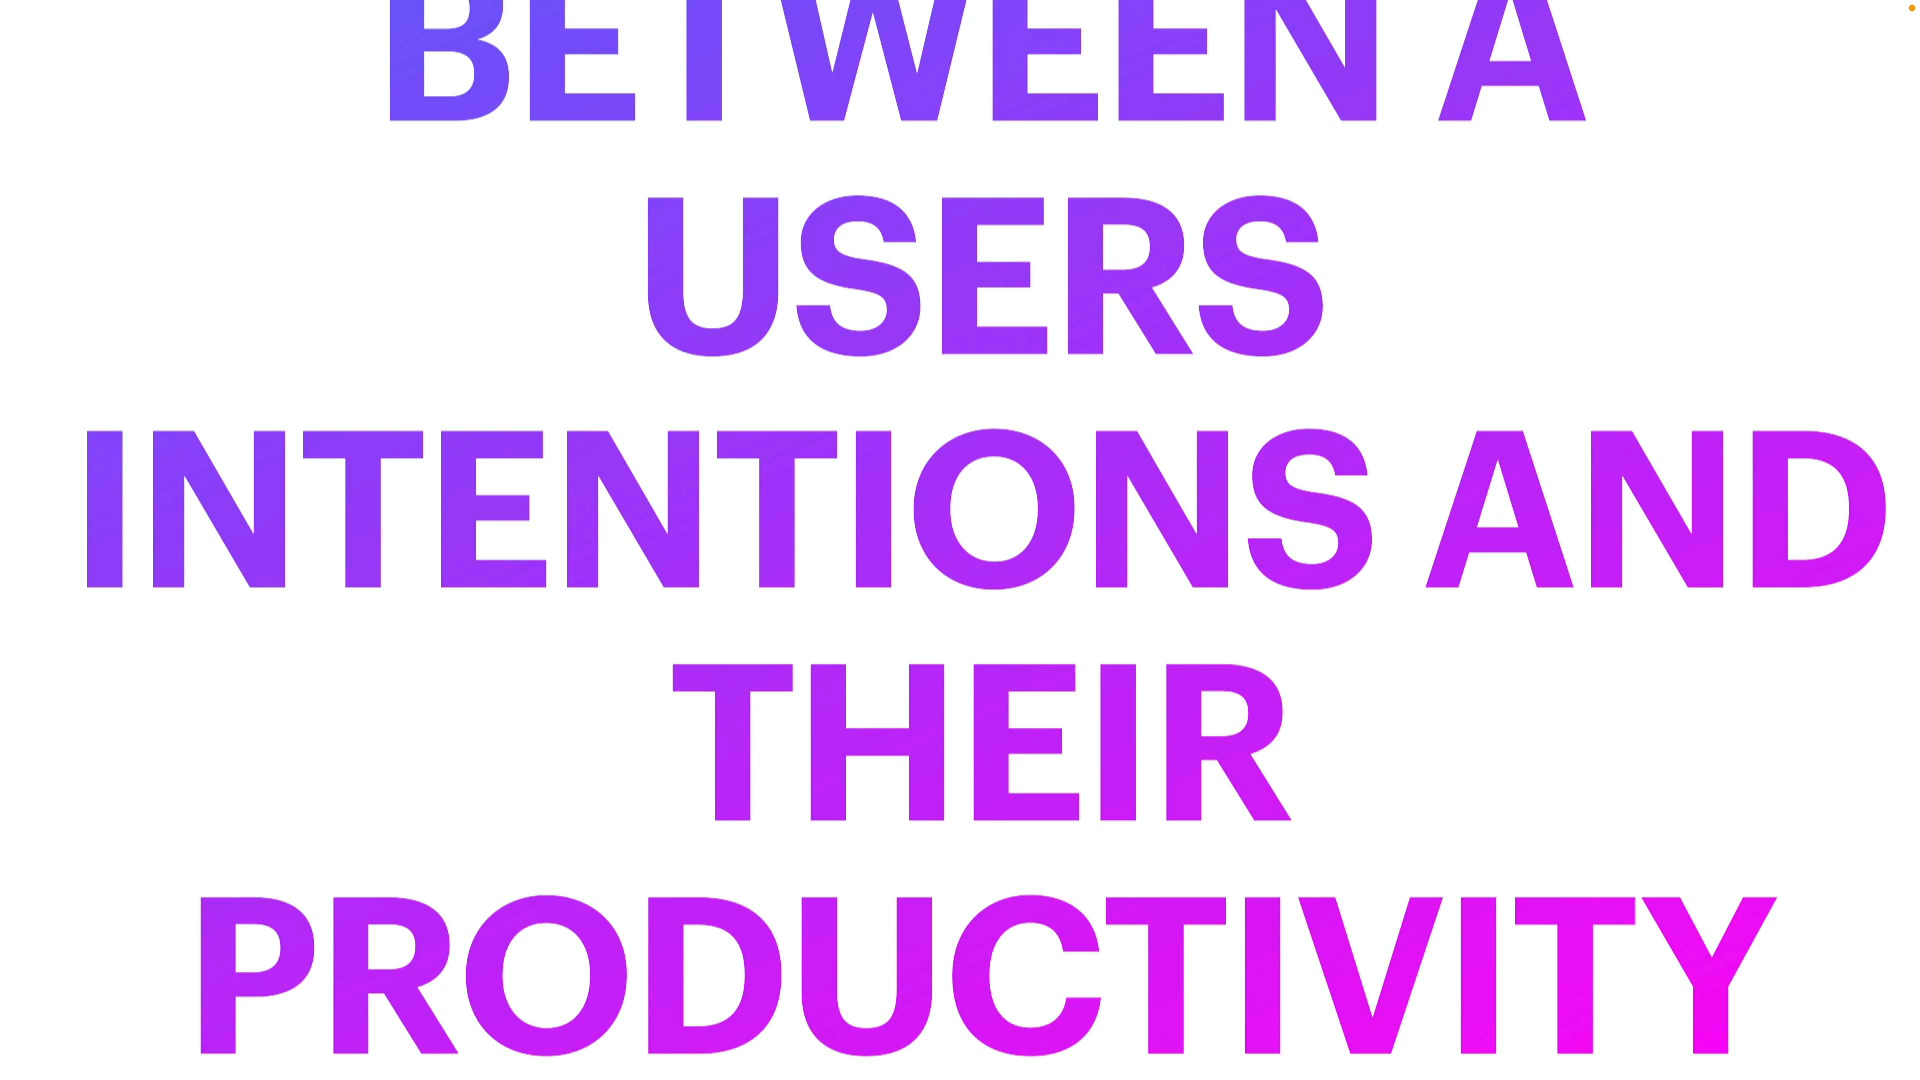 BETWEEN A
USERS
INTENTIONS AND
THEIR
PRODUCTIVITY